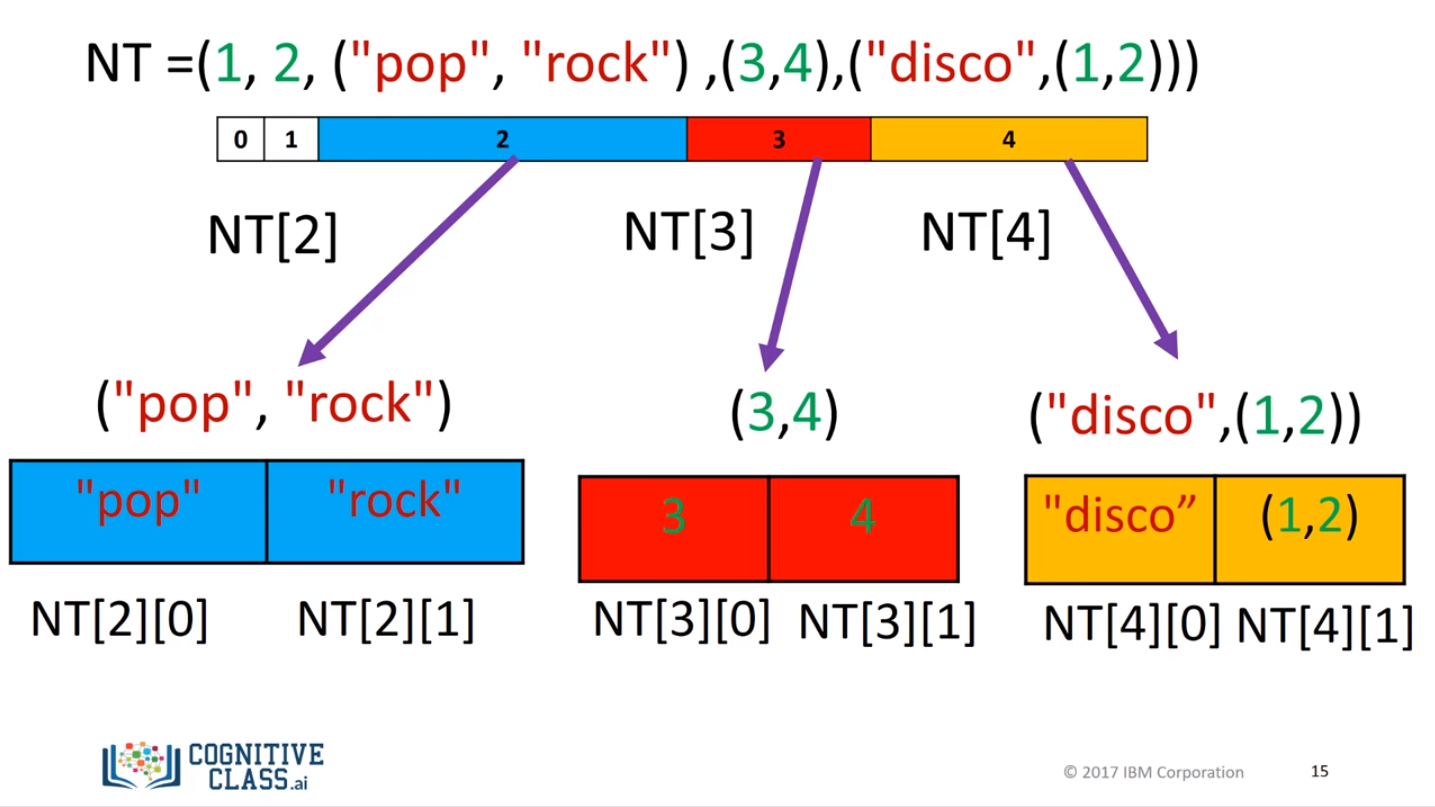 NT =(1, 2, ("pop", "rock") ,(3,4),("disco",(1,2)))
0 1 2 3 4
NT[2] NT[3] NT[4]
("pop", "rock") (3,4) ("disco",(1,2))
"pop" "rock" 3 4 "disco” (1,2)
NT[2][0] NT[2][1] NT[3][0] NT[3][1] NT[4][0] NT[4][1]
COGNITIVE
CLASS.ai
© 2017 IBM Corporation 15